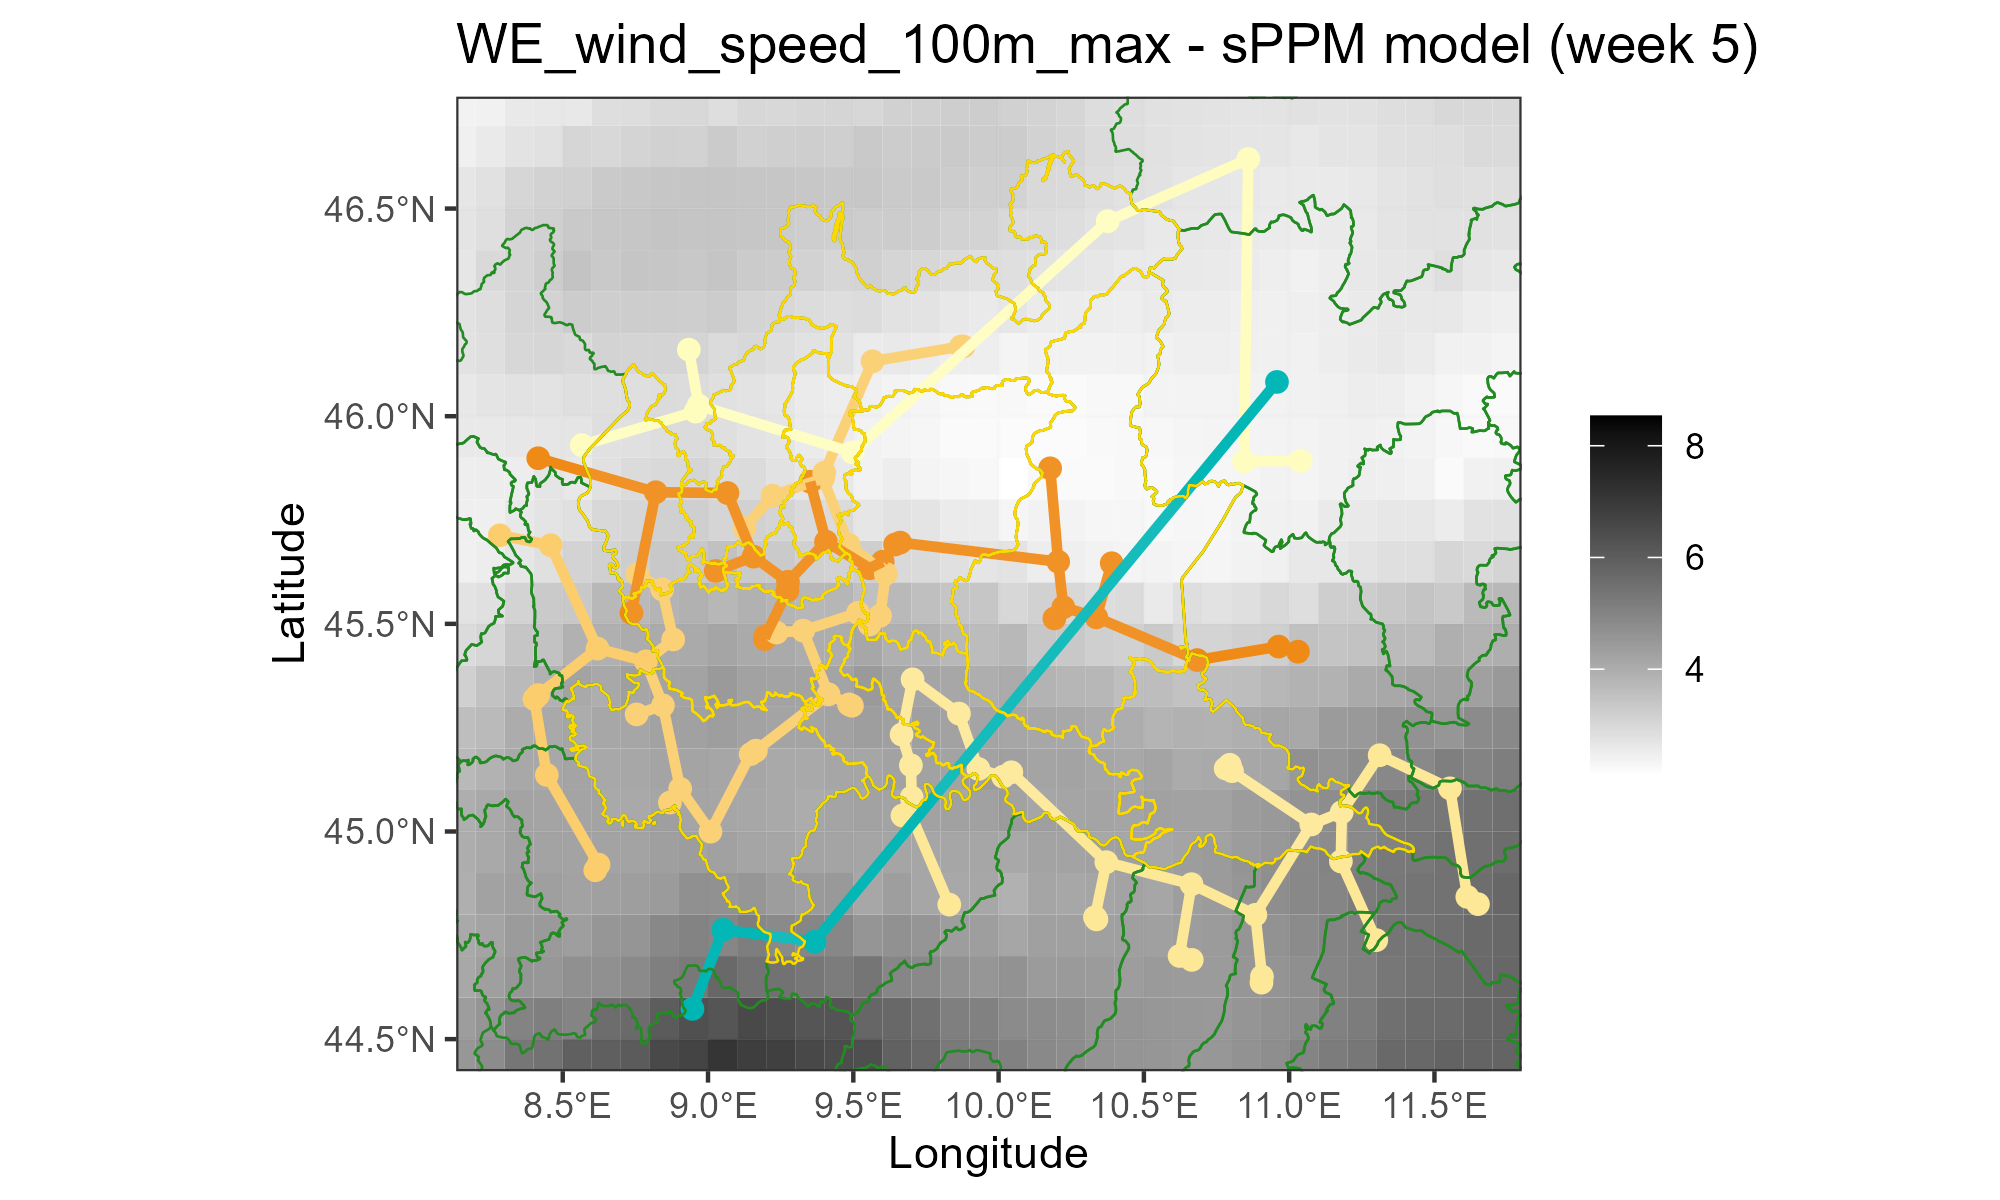 WE_wind_speed_100m_max - sPPM model (week 5)
46.5°N
46.0°N
45.5°N
45.0°N
44.5°N
Latitude
8.5°E 9.0°E 9.5°E 10.0°E 10.5°E 11.0°E 11.5°E
Longitude
8
6
4